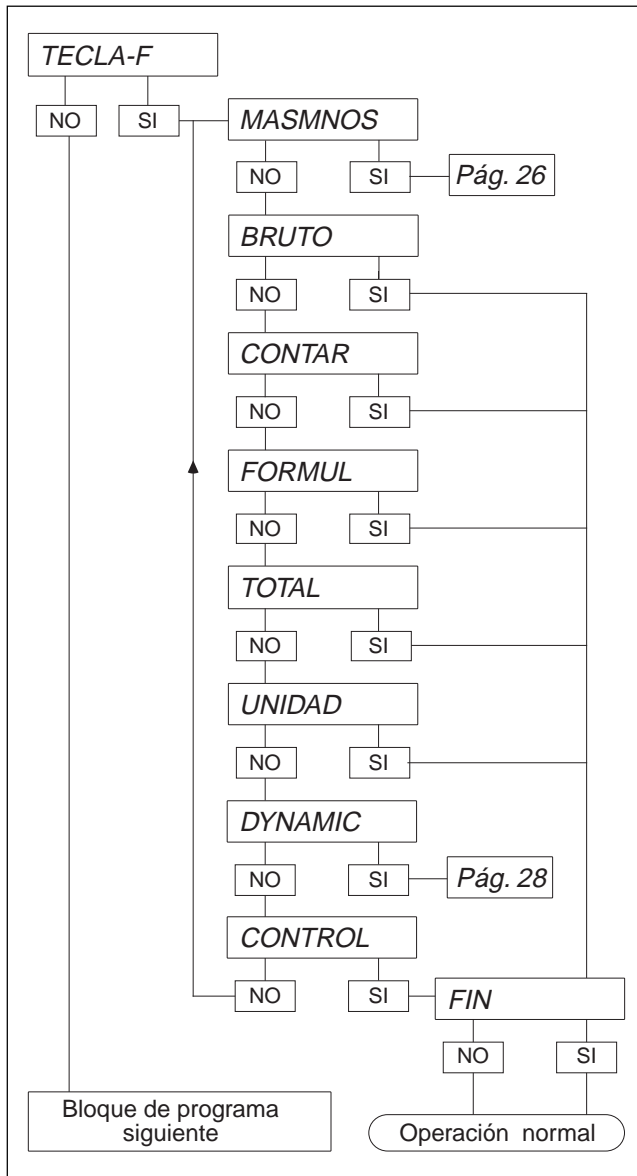 TECLA-F
NO SI MASMNOS
NO SI Pág. 26
BRUTO
NO SI
CONTAR
NO SI
FORMUL
NO SI
TOTAL
NO SI
UNIDAD
NO SI
DYNAMIC
NO SI Pág. 28
CONTROL
NO SI FIN
NO SI
Bloque de programa
siguiente
Operación normal